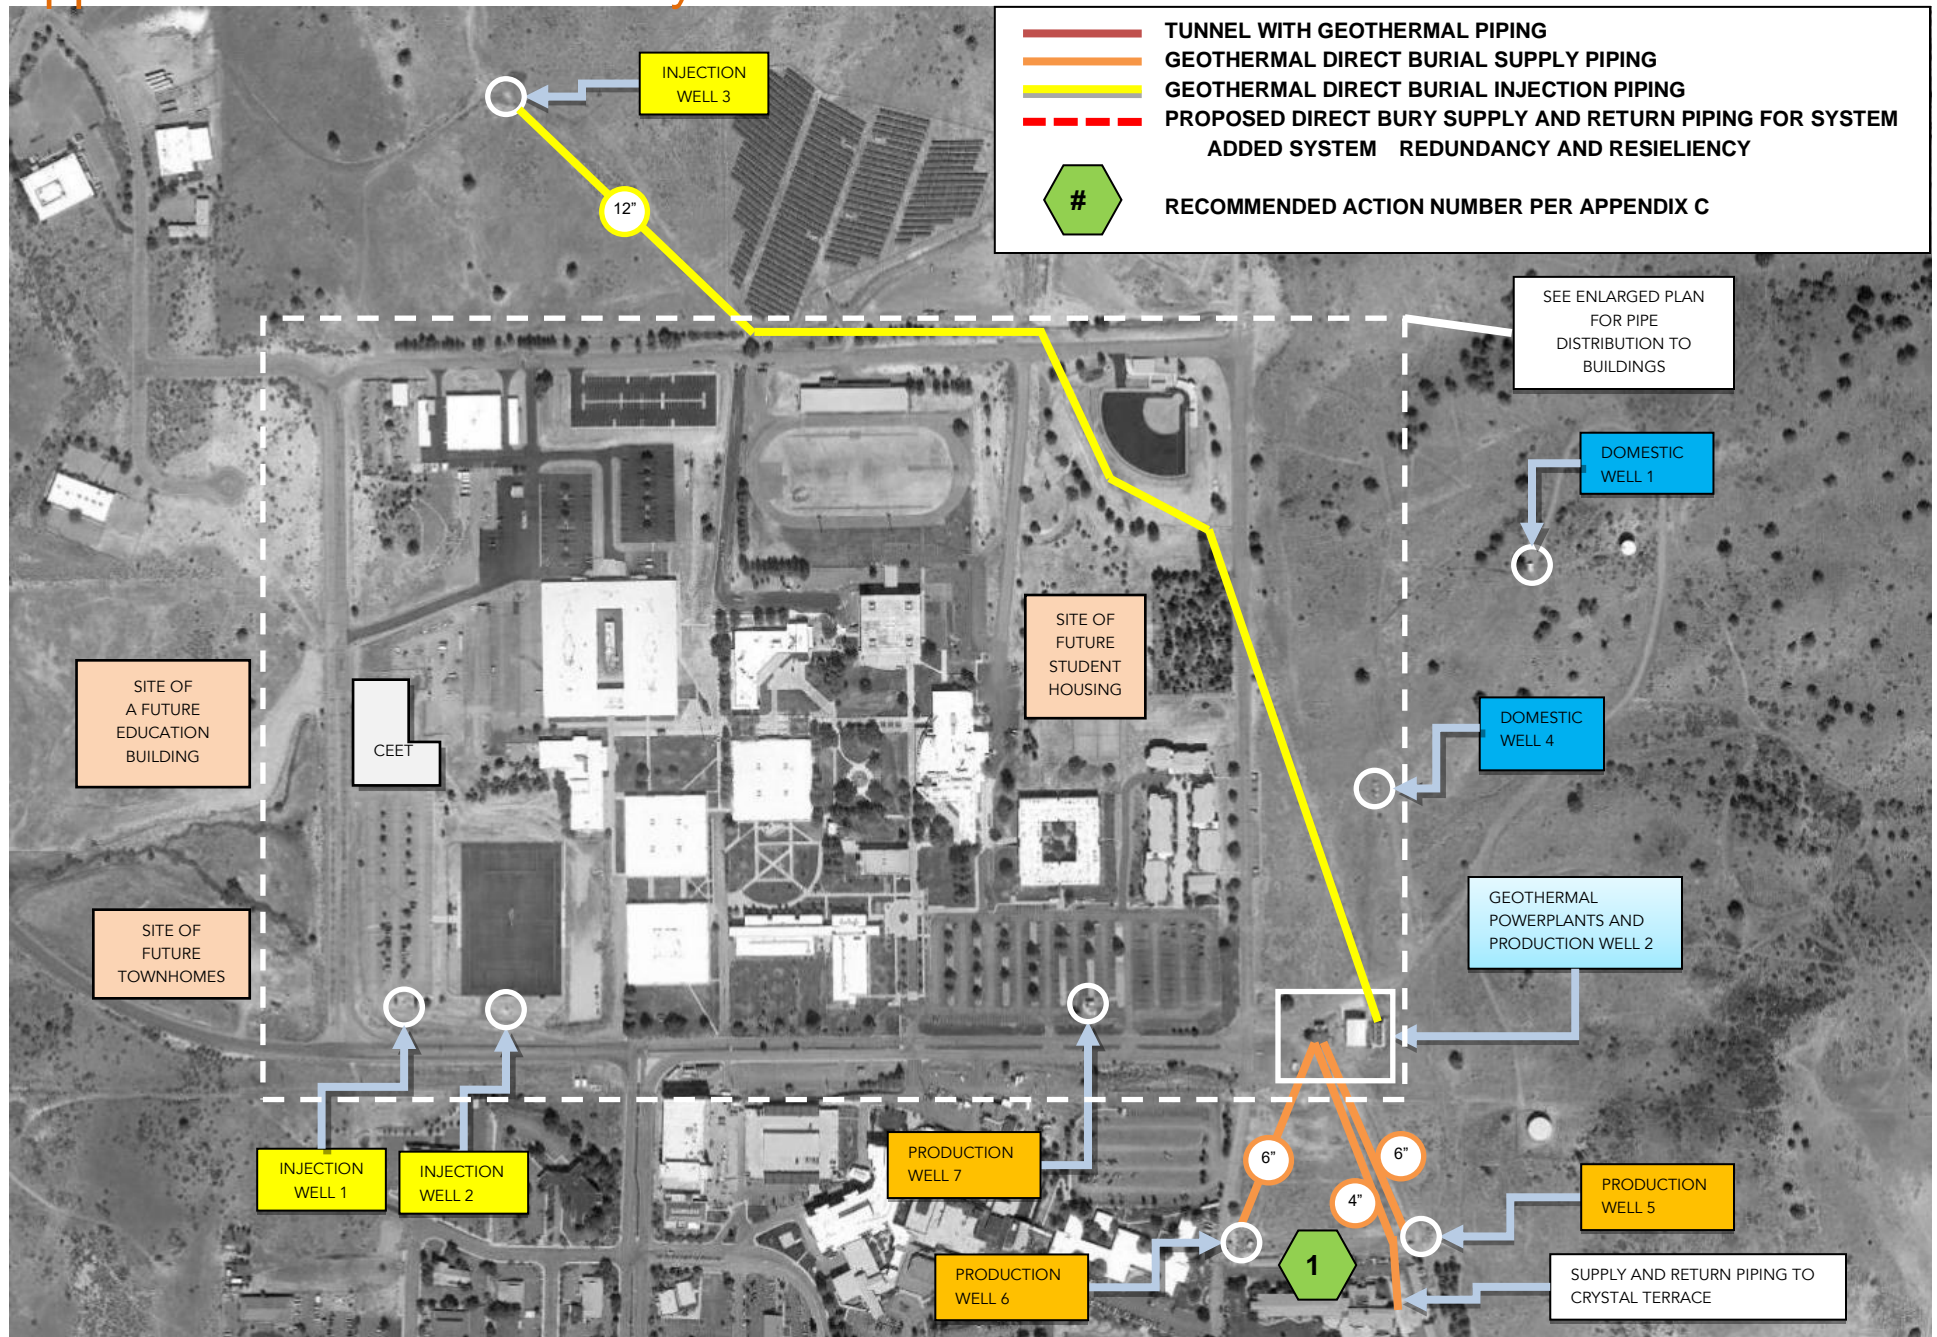 TUNNEL WITH GEOTHERMAL PIPING
GEOTHERMAL DIRECT BURIAL SUPPLY PIPING
GEOTHERMAL DIRECT BURIAL INJECTION PIPING
PROPOSED DIRECT BURY SUPPLY AND RETURN PIPING FOR SYSTEM
ADDED SYSTEM REDUNDANCY AND RESIELIENCY
#
RECOMMENDED ACTION NUMBER PER APPENDIX C
INJECTION
WELL 3
12”
SEE ENLARGED PLAN
FOR PIPE
DISTRIBUTION TO
BUILDINGS
DOMESTIC
WELL 1
SITE OF
FUTURE
STUDENT
HOUSING
SITE OF
A FUTURE
EDUCATION
BUILDING
CEET
DOMESTIC
WELL 4
GEOTHERMAL
POWERPLANTS AND
PRODUCTION WELL 2
SITE OF
FUTURE
TOWNHOMES
INJECTION
WELL 1
INJECTION
WELL 2
PRODUCTION
WELL 7
6”
6”
4”
PRODUCTION
WELL 5
PRODUCTION
WELL 6
1
SUPPLY AND RETURN PIPING TO
CRYSTAL TERRACE